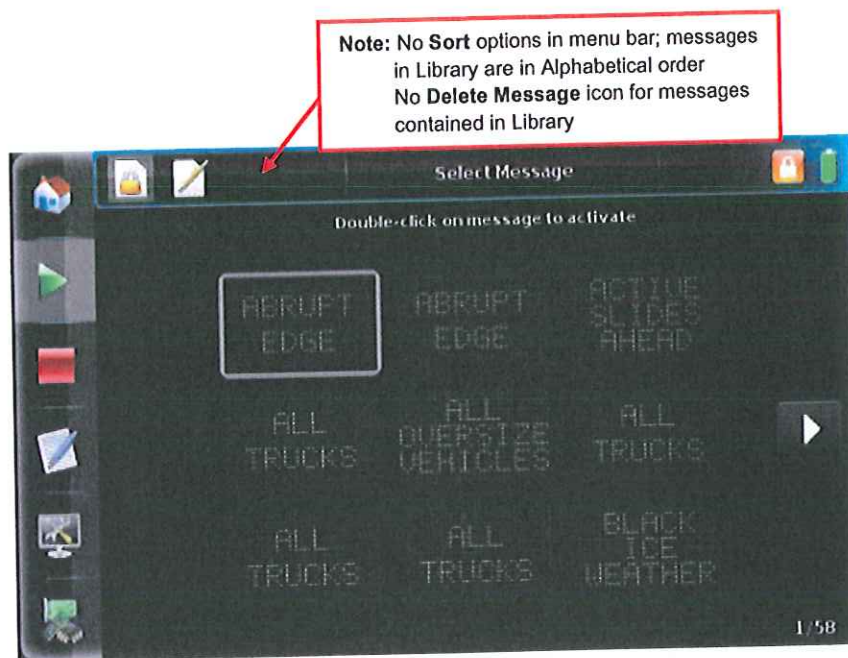 Note: No Sort options in menu bar; messages
in Library are in Alphabetical order
No Delete Message icon for messages
contained in Library
Select Message
Double-click on message to activate
ABRUPT
EDGE
ABRUPT
EDGE
ACTIVE
SLIDES
AHEAD
ALL
TRUCKS
ALL
OVERSIZE
VEHICLES
ALL
TRUCKS
ALL
TRUCKS
ALL
TRUCKS
BLACK
ICE
WEATHER
1/58